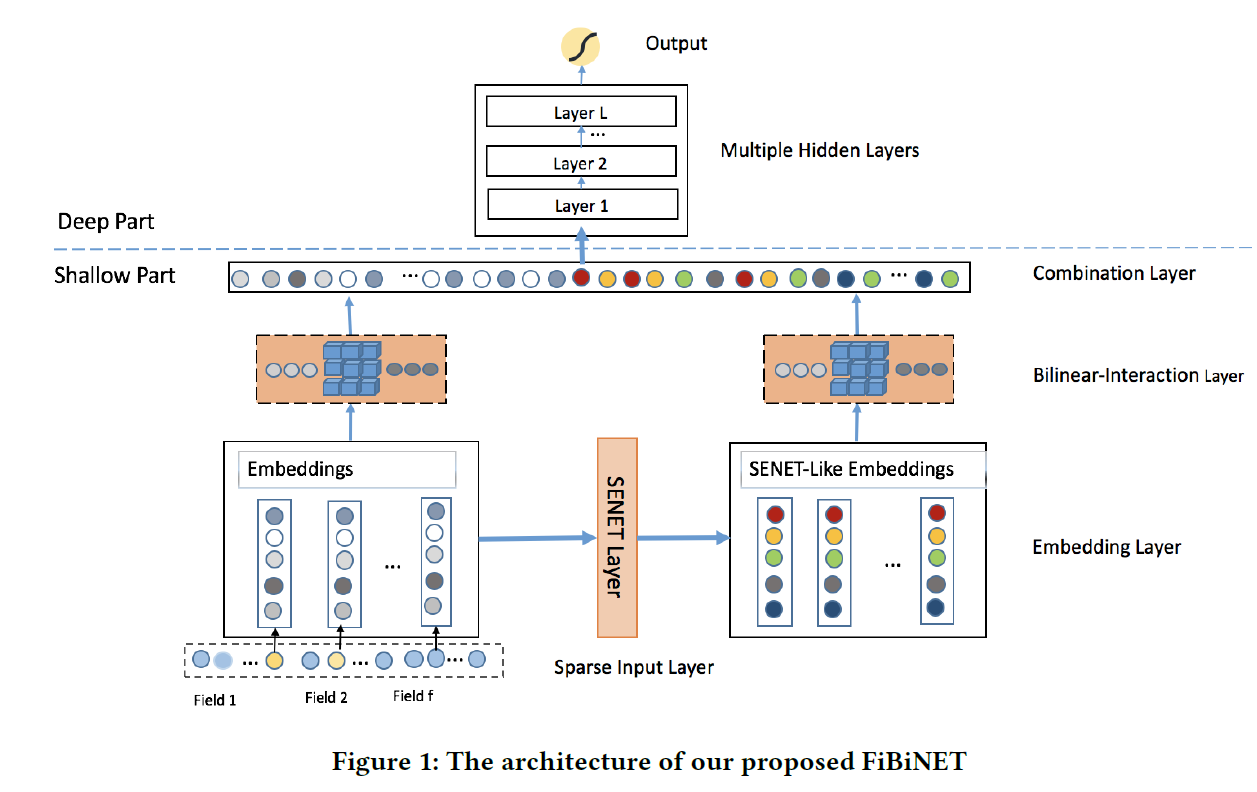 Output
Layer L
...
Multiple Hidden Layers
Layer 2
Layer 1
Deep Part
Shallow Part
...
...
Combination Layer
Bilinear-Interaction Layer
Embeddings
SENET-Like Embeddings
SENET Layer
...
...
Embedding Layer
... ... ...
Sparse Input Layer
Field 1 Field 2 Field f
Figure 1: The architecture of our proposed FiBiNET